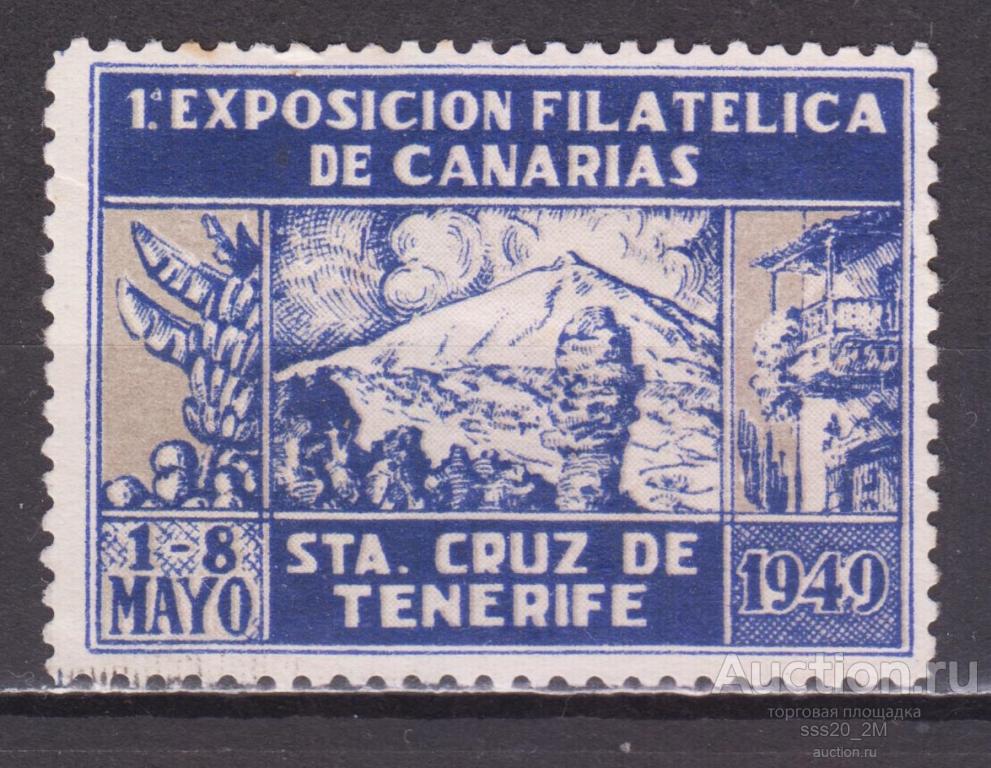 1.ª EXPOSICION FILATELICA
DE CANARIAS
1-8
MAYO
STA. CRUZ DE
TENERIFE
1949
Auction.ru
торговая площадка
sss20_2M
auction.ru